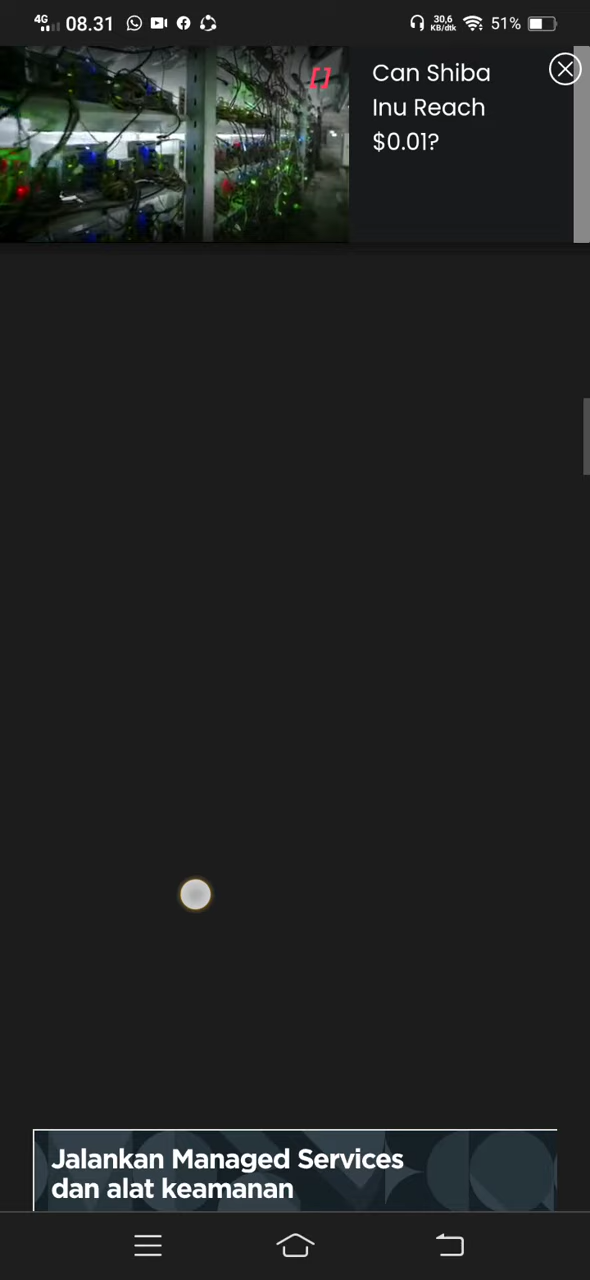 4G 08.31 30,6 KB/dtk 51%
Can Shiba
Inu Reach
$0.01?
Jalankan Managed Services
dan alat keamanan